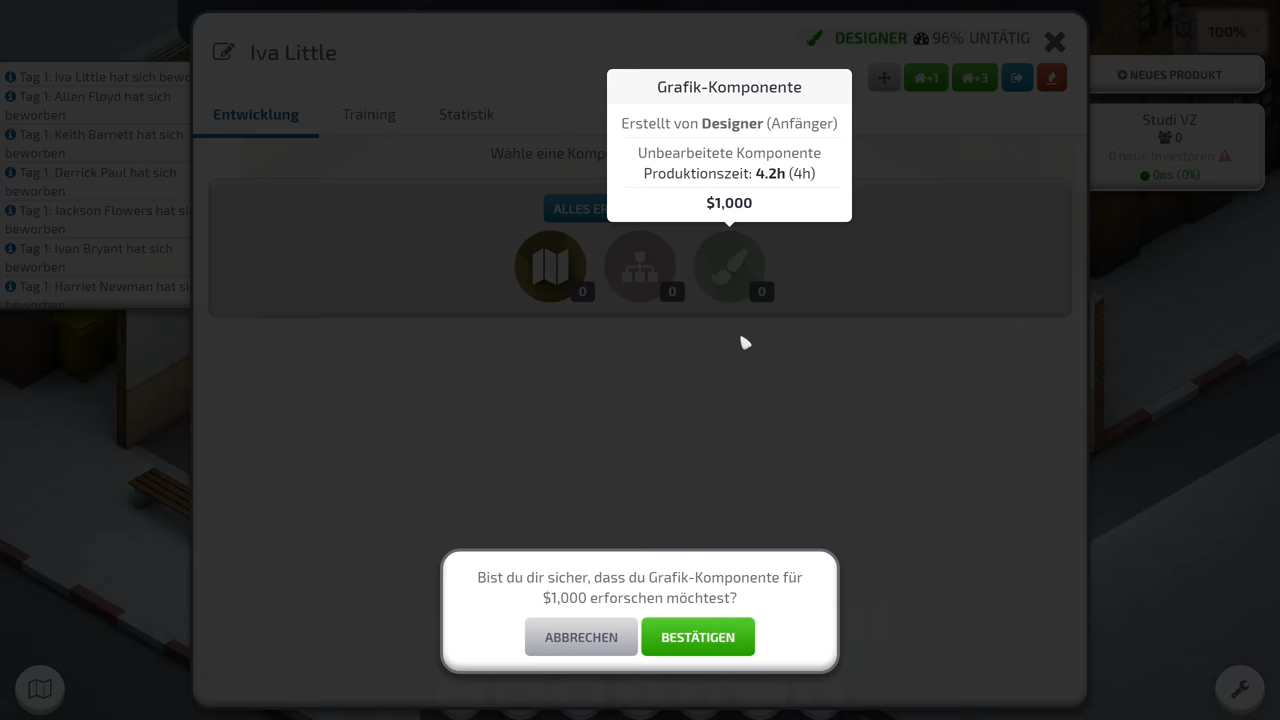 Iva Little
DESIGNER 96% UNTÄTIG
100%
+1
+3
Tag 1: Iva Little hat sich bewo
Tag 1: Allen Floyd hat sich
beworben
Tag 1: Keith Barnett hat sich
beworben
Tag 1: Derrick Paul hat sich
beworben
Tag 1: Jackson Flowers hat si
beworben
Tag 1: Ivan Bryant hat sich
beworben
Tag 1: Harriet Newman hat si
beworben
Entwicklung
Training
Statistik
Wähle eine Komp
ALLES ER
0
0
0
Grafik-Komponente
Erstellt von Designer (Anfänger)
Unbearbeitete Komponente
Produktionszeit: 4.2h (4h)
$1,000
NEUES PRODUKT
Studi VZ
0
0 neue Investoren
0ms (0%)
Bist du dir sicher, dass du Grafik-Komponente für
$1,000 erforschen möchtest?
ABBRECHEN
BESTÄTIGEN